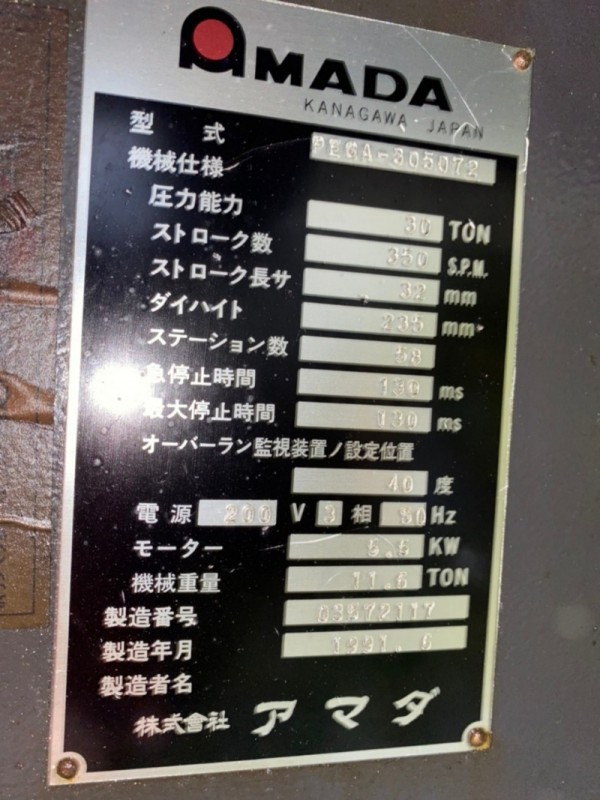 AMADA
KANAGAWA JAPAN
型 式 PEGA-305072
機械仕様
圧力能力 30 TON
ストローク数 350 S.P.M.
ストローク長サ 32 mm
ダイハイト 235 mm
ステーション数 58
急停止時間 130 ms
最大停止時間 130 ms
オーバーラン監視装置ノ設定位置
40 度
電源 200 V 3 相 50 Hz
モーター 5.5 KW
機械重量 11.5 TON
製造番号
製造年月 1991. 6
製造者名
株式會社 アマダ